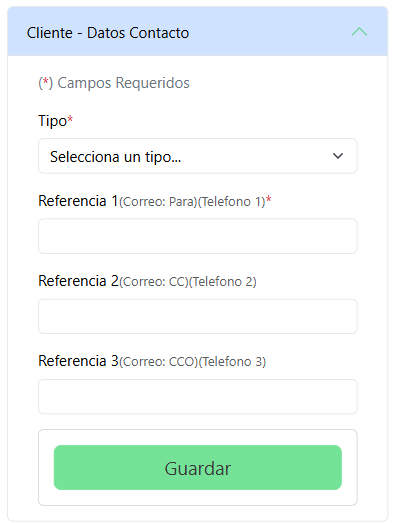 Cliente - Datos Contacto
(*) Campos Requeridos
Tipo*
Selecciona un tipo...
Referencia 1(Correo: Para)(Telefono 1)*
Referencia 2(Correo: CC)(Telefono 2)
Referencia 3(Correo: CCO)(Telefono 3)
Guardar